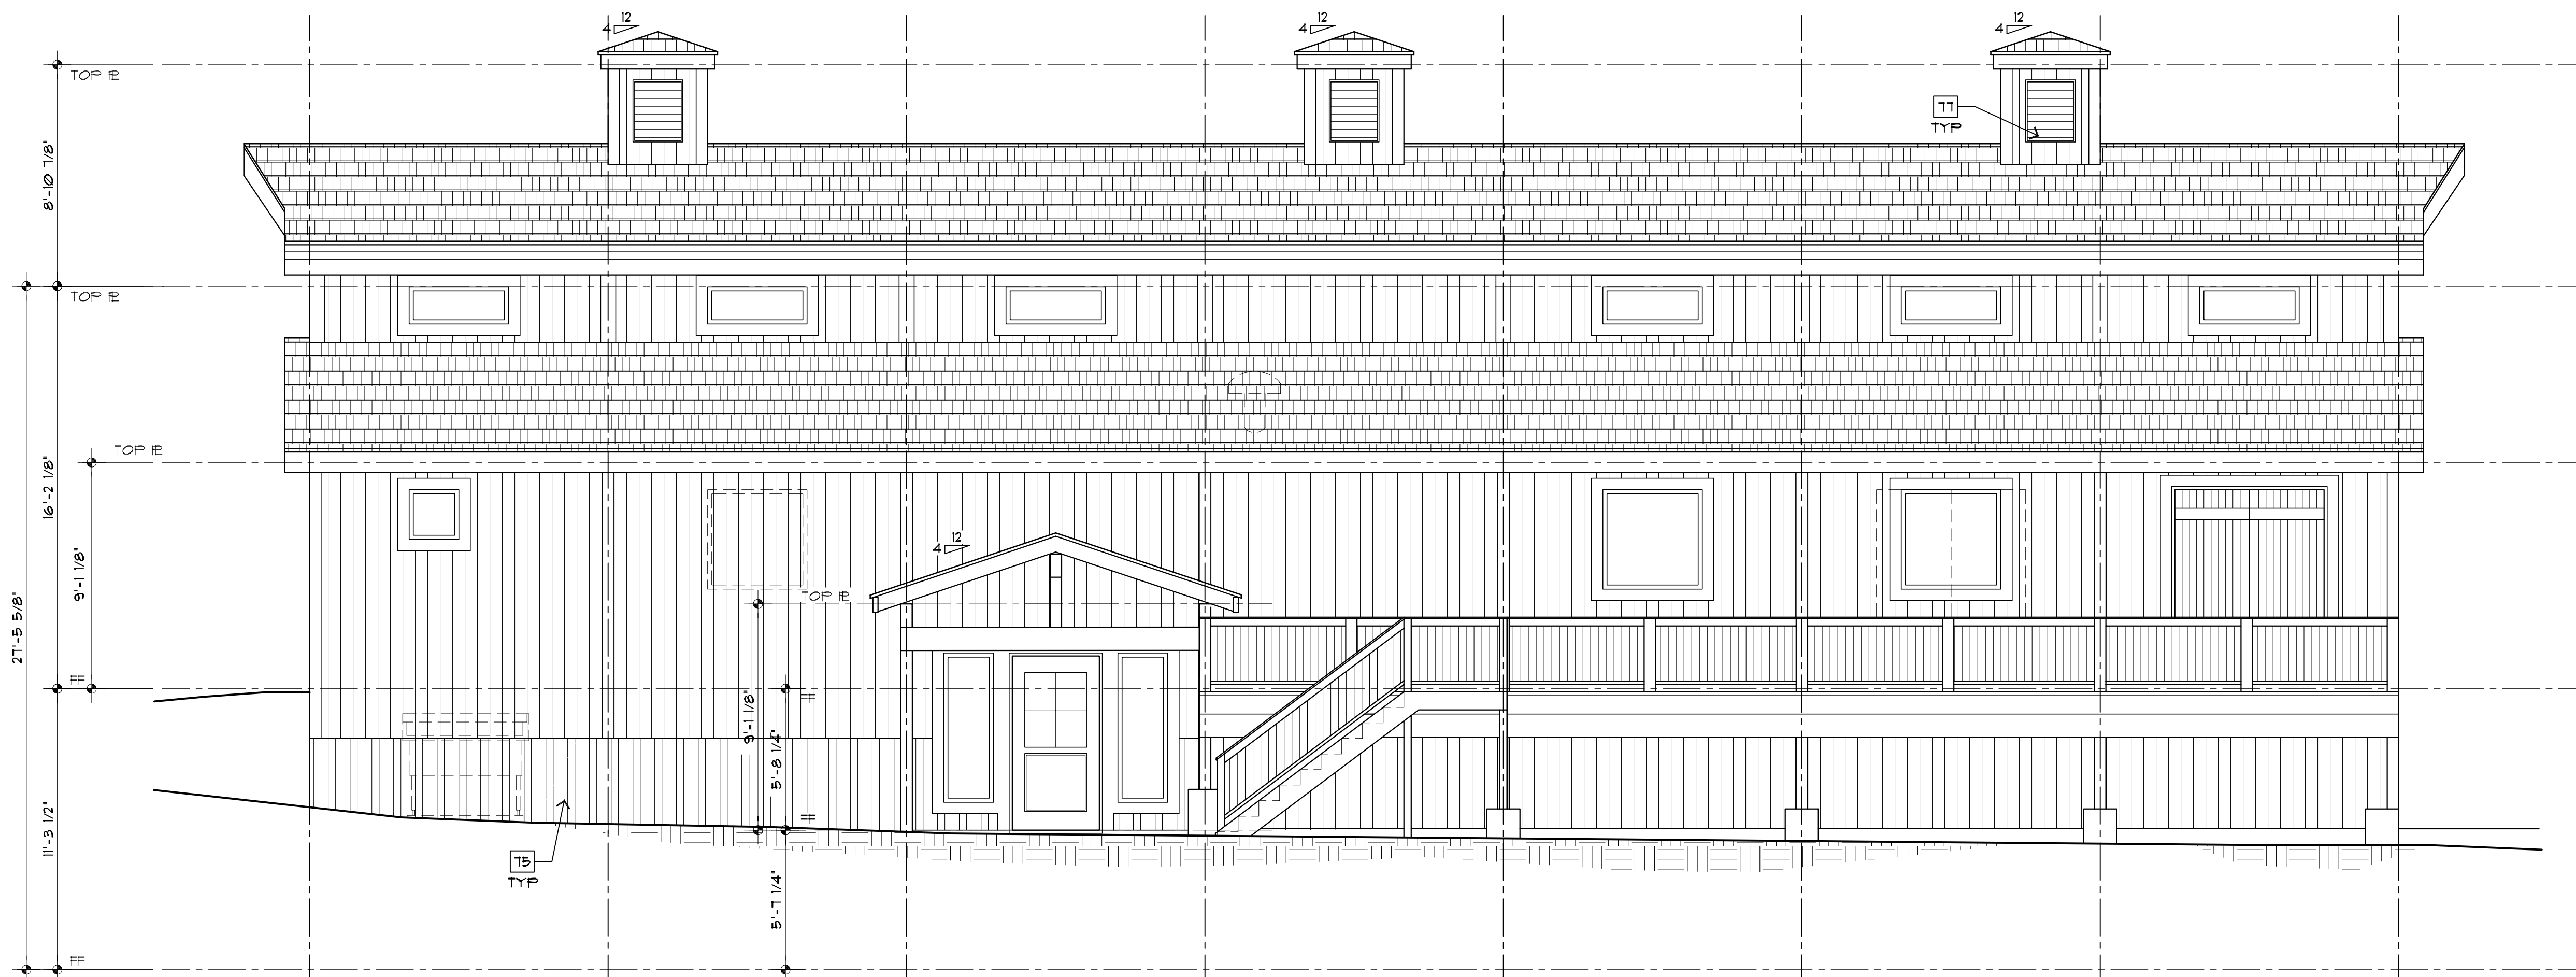 12
4
12
4
12
4
TOP PL
77
TYP
8'-10 7/8"
TOP PL
TOP PL
16'-2 1/8"
9'-1 1/8"
27'-5 5/8"
12
4
TOP PL
FF
FF
9'-1 1/8"
5'-8 1/4"
FF
11'-3 1/2"
75
TYP
5'-7 1/4"
FF